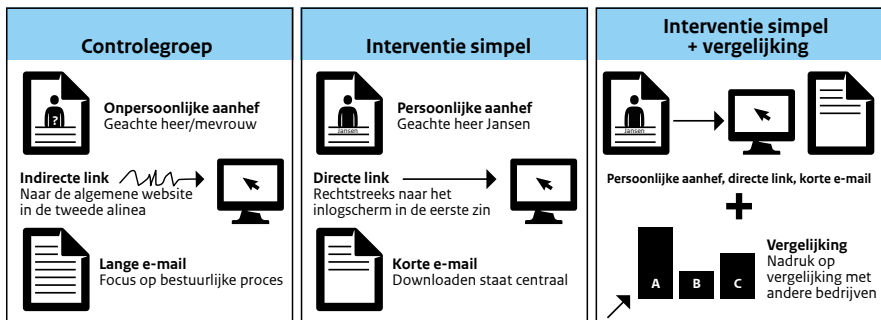 Controlegroep
?
Onpersoonlijke aanhef
Geachte heer/mevrouw
Indirecte link
Naar de algemene website
in de tweede alinea
Lange e-mail
Focus op bestuurlijke proces
Interventie simpel
Jansen
Persoonlijke aanhef
Geachte heer Jansen
Directe link
Rechtstreeks naar het
inlogscherm in de eerste zin
Korte e-mail
Downloaden staat centraal
Interventie simpel
+ vergelijking
Jansen
Persoonlijke aanhef, directe link, korte e-mail
+
A B C
Vergelijking
Nadruk op
vergelijking met
andere bedrijven